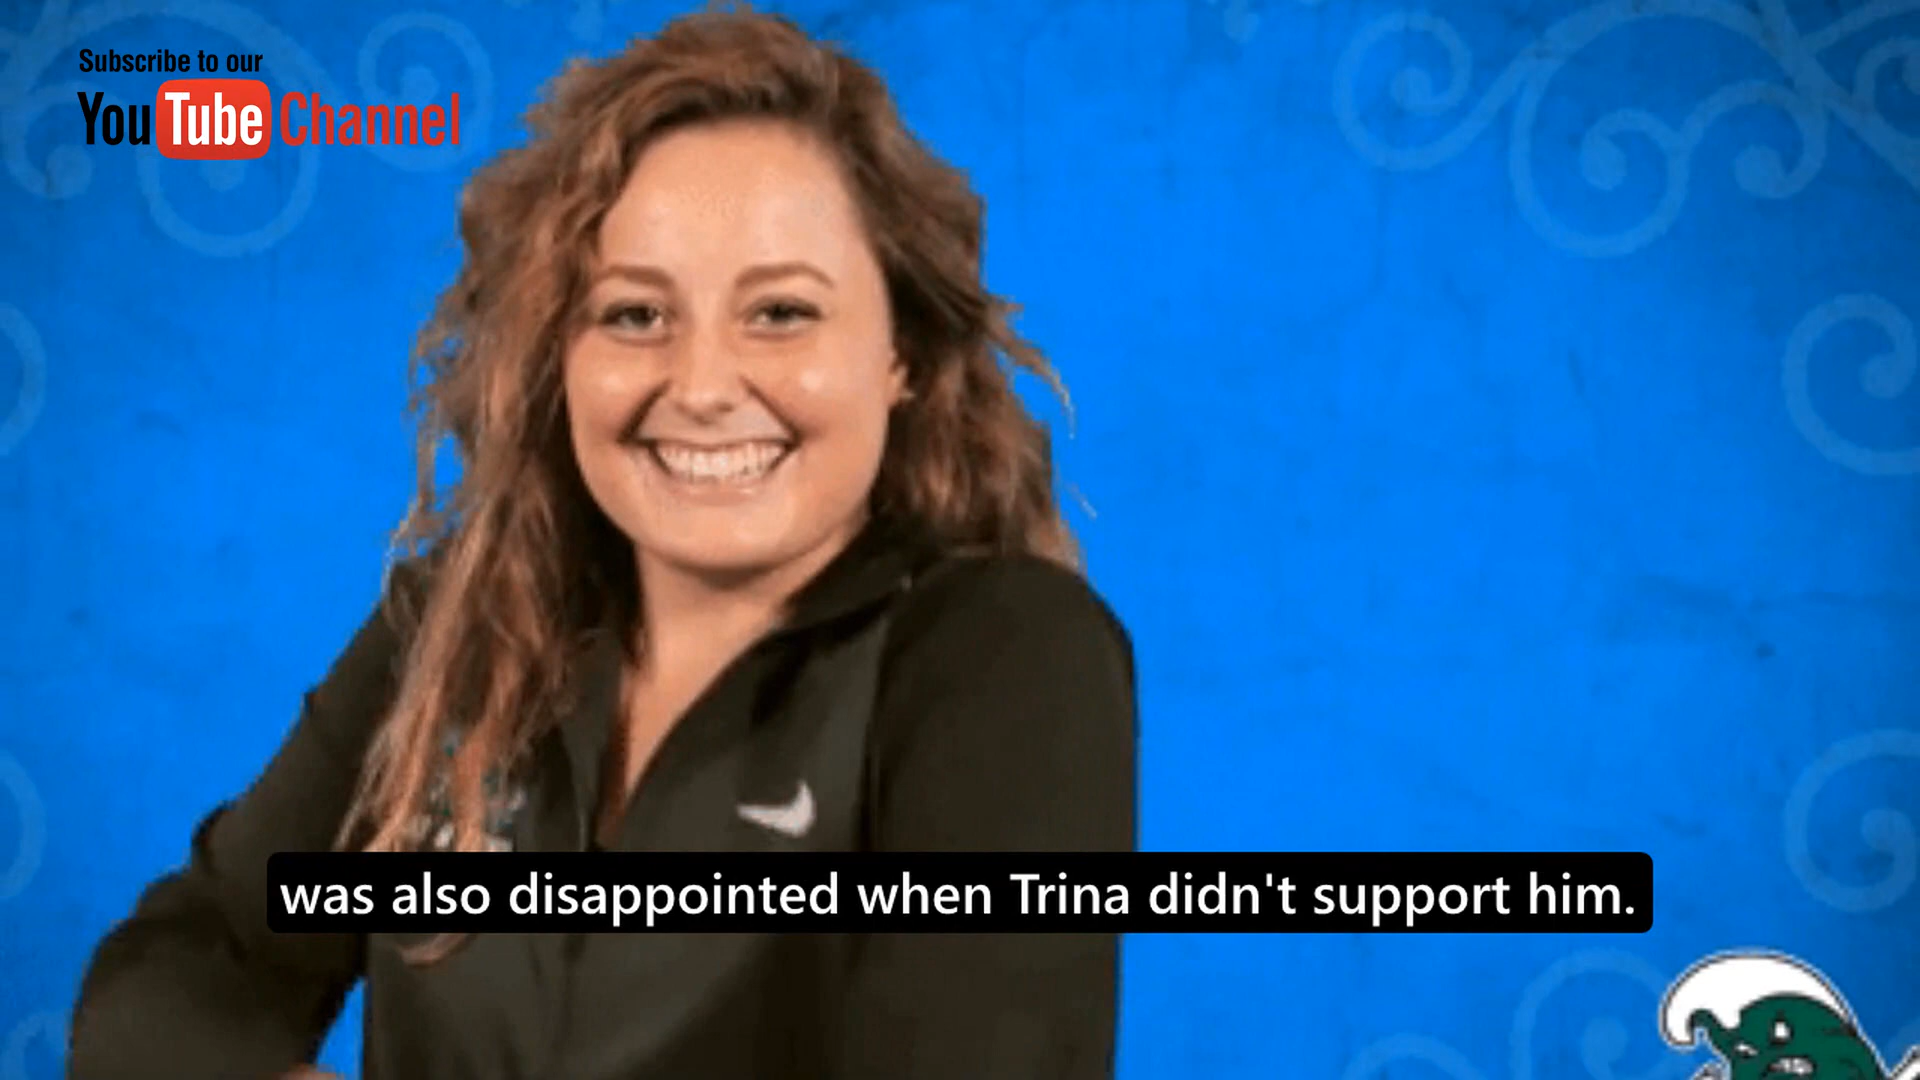 Subscribe to our
YouTube Channel
was also disappointed when Trina didn't support him.